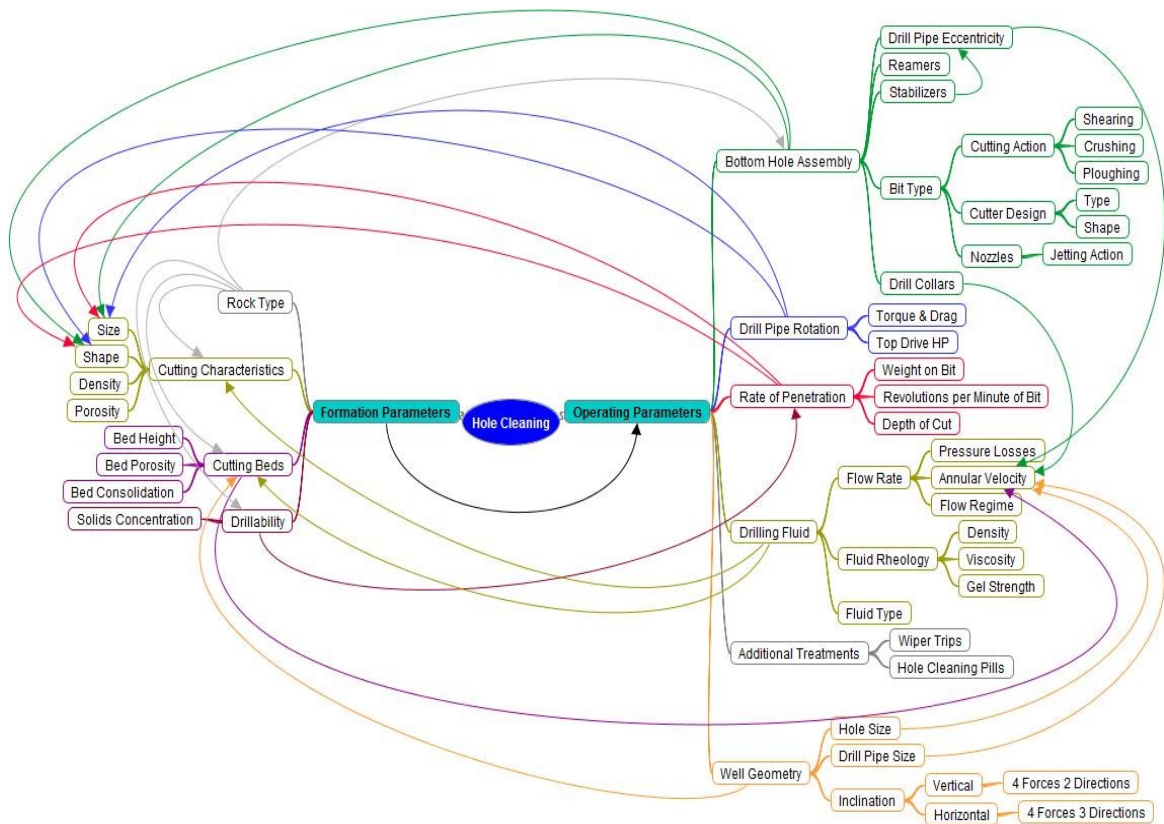 Hole Cleaning
Formation Parameters
Rock Type
Cutting Characteristics
Size
Shape
Density
Porosity
Cutting Beds
Bed Height
Bed Porosity
Bed Consolidation
Drillability
Solids Concentration
Operating Parameters
Bottom Hole Assembly
Drill Pipe Eccentricity
Reamers
Stabilizers
Bit Type
Cutting Action
Shearing
Crushing
Ploughing
Cutter Design
Type
Shape
Nozzles
Jetting Action
Drill Collars
Drill Pipe Rotation
Torque & Drag
Top Drive HP
Rate of Penetration
Weight on Bit
Revolutions per Minute of Bit
Depth of Cut
Drilling Fluid
Flow Rate
Pressure Losses
Annular Velocity
Flow Regime
Fluid Rheology
Density
Viscosity
Gel Strength
Fluid Type
Additional Treatments
Wiper Trips
Hole Cleaning Pills
Well Geometry
Hole Size
Drill Pipe Size
Inclination
Vertical
4 Forces 2 Directions
Horizontal
4 Forces 3 Directions